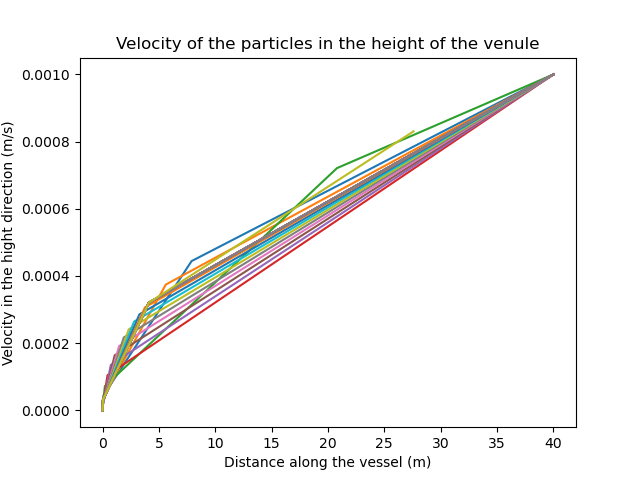 Velocity of the particles in the height of the venule
Velocity in the hight direction (m/s)
0.0010
0.0008
0.0006
0.0004
0.0002
0.0000
0 5 10 15 20 25 30 35 40
Distance along the vessel (m)